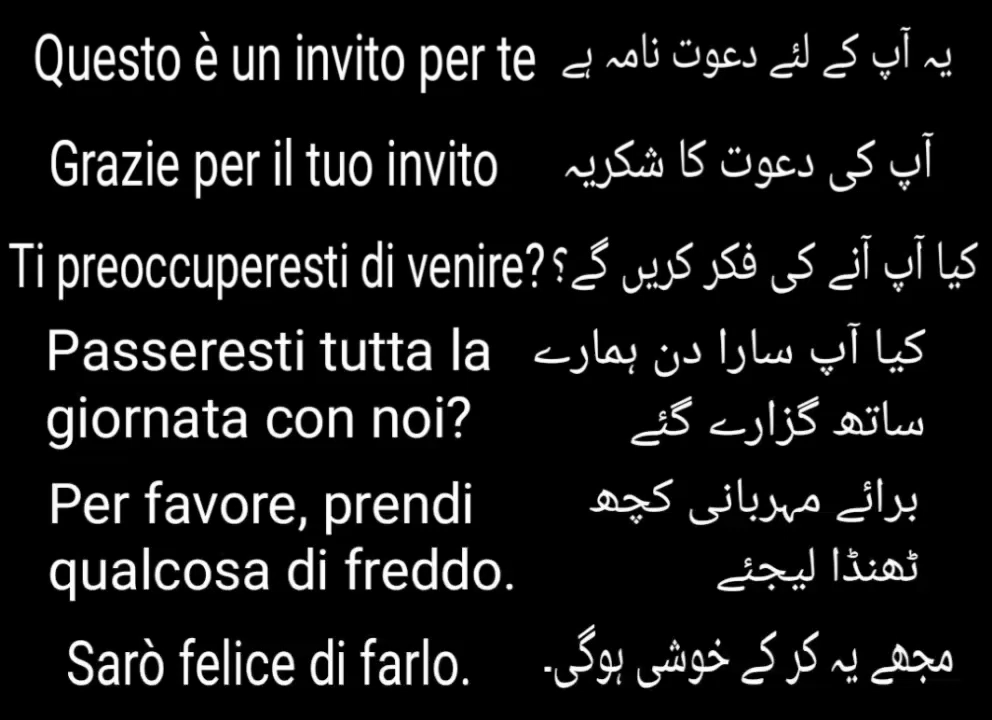 Questo è un invito per te یہ آپ کے لئے دعوت نامہ ہے
Grazie per il tuo invito آپ کی دعوت کا شکریہ
Ti preoccuperesti di venire? کیا آپ آنے کی فکر کریں گے؟
Passeresti tutta la کیا آپ سارا دن ہمارے
giornata con noi? ساتھ گزارے گئے
Per favore, prendi برائے مہربانی کچھ
qualcosa di freddo. ٹھنڈا لیجئے
Sarò felice di farlo. مجھے یہ کر کے خوشی ہوگی۔